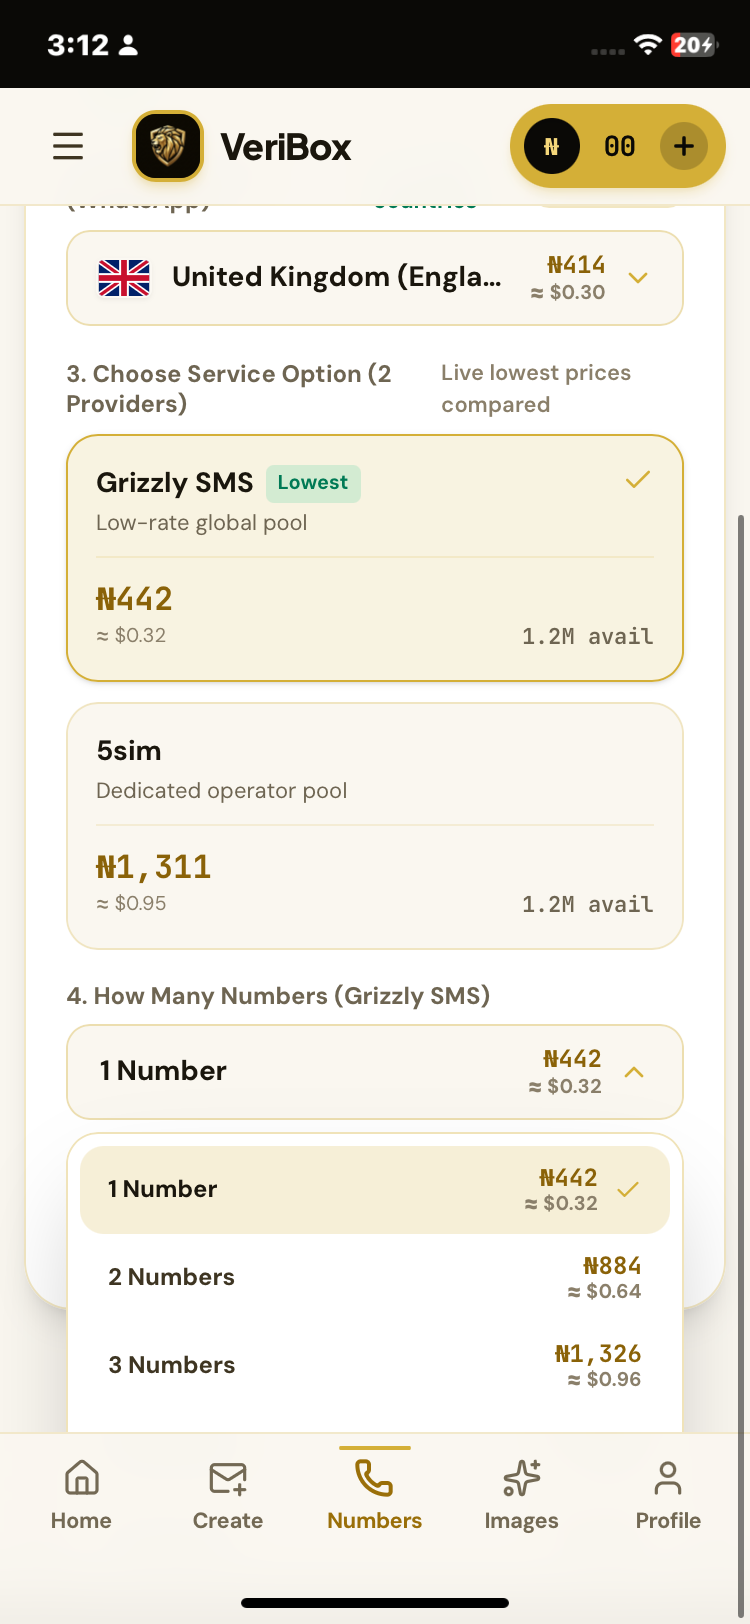 3:12
20
VeriBox
₦
00
+
(WhatsApp)
countries
United Kingdom (Engla...
₦414
≈ $0.30
3. Choose Service Option (2
Providers)
Live lowest prices
compared
Grizzly SMS
Lowest
Low-rate global pool
₦442
≈ $0.32
1.2M avail
5sim
Dedicated operator pool
₦1,311
≈ $0.95
1.2M avail
4. How Many Numbers (Grizzly SMS)
1 Number
₦442
≈ $0.32
1 Number
₦442
≈ $0.32
2 Numbers
₦884
≈ $0.64
3 Numbers
₦1,326
≈ $0.96
Home
Create
Numbers
Images
Profile